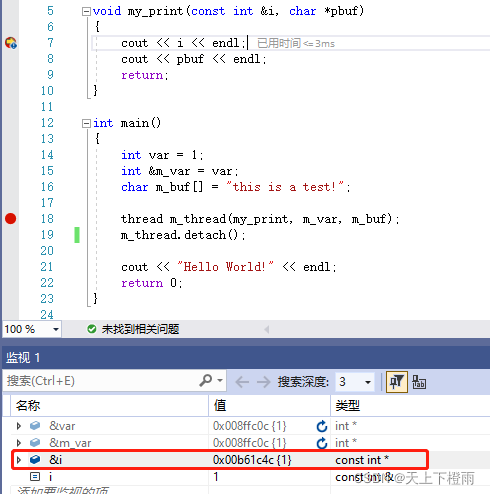 5 void my_print(const int &i, char *pbuf)
6 {
7 cout << i << endl; 已用时间<=3ms
8 cout << pbuf << endl;
9 return;
10 }
11
12 int main()
13 {
14 int var = 1;
15 int &m_var = var;
16 char m_buf[] = "this is a test!";
17
18 thread m_thread(my_print, m_var, m_buf);
19 m_thread.detach();
20
21 cout << "Hello World!" << endl;
22 return 0;
23 }
24
100 % 未找到相关问题
监视 1
搜索(Ctrl+E) 搜索深度: 3
名称 值 类型
&var 0x008ffc0c {1} int *
&m_var 0x008ffc0c {1} int *
&i 0x00b61c4c {1} const int *
i 1 const int &
添加要监视的项
@天上下橙雨